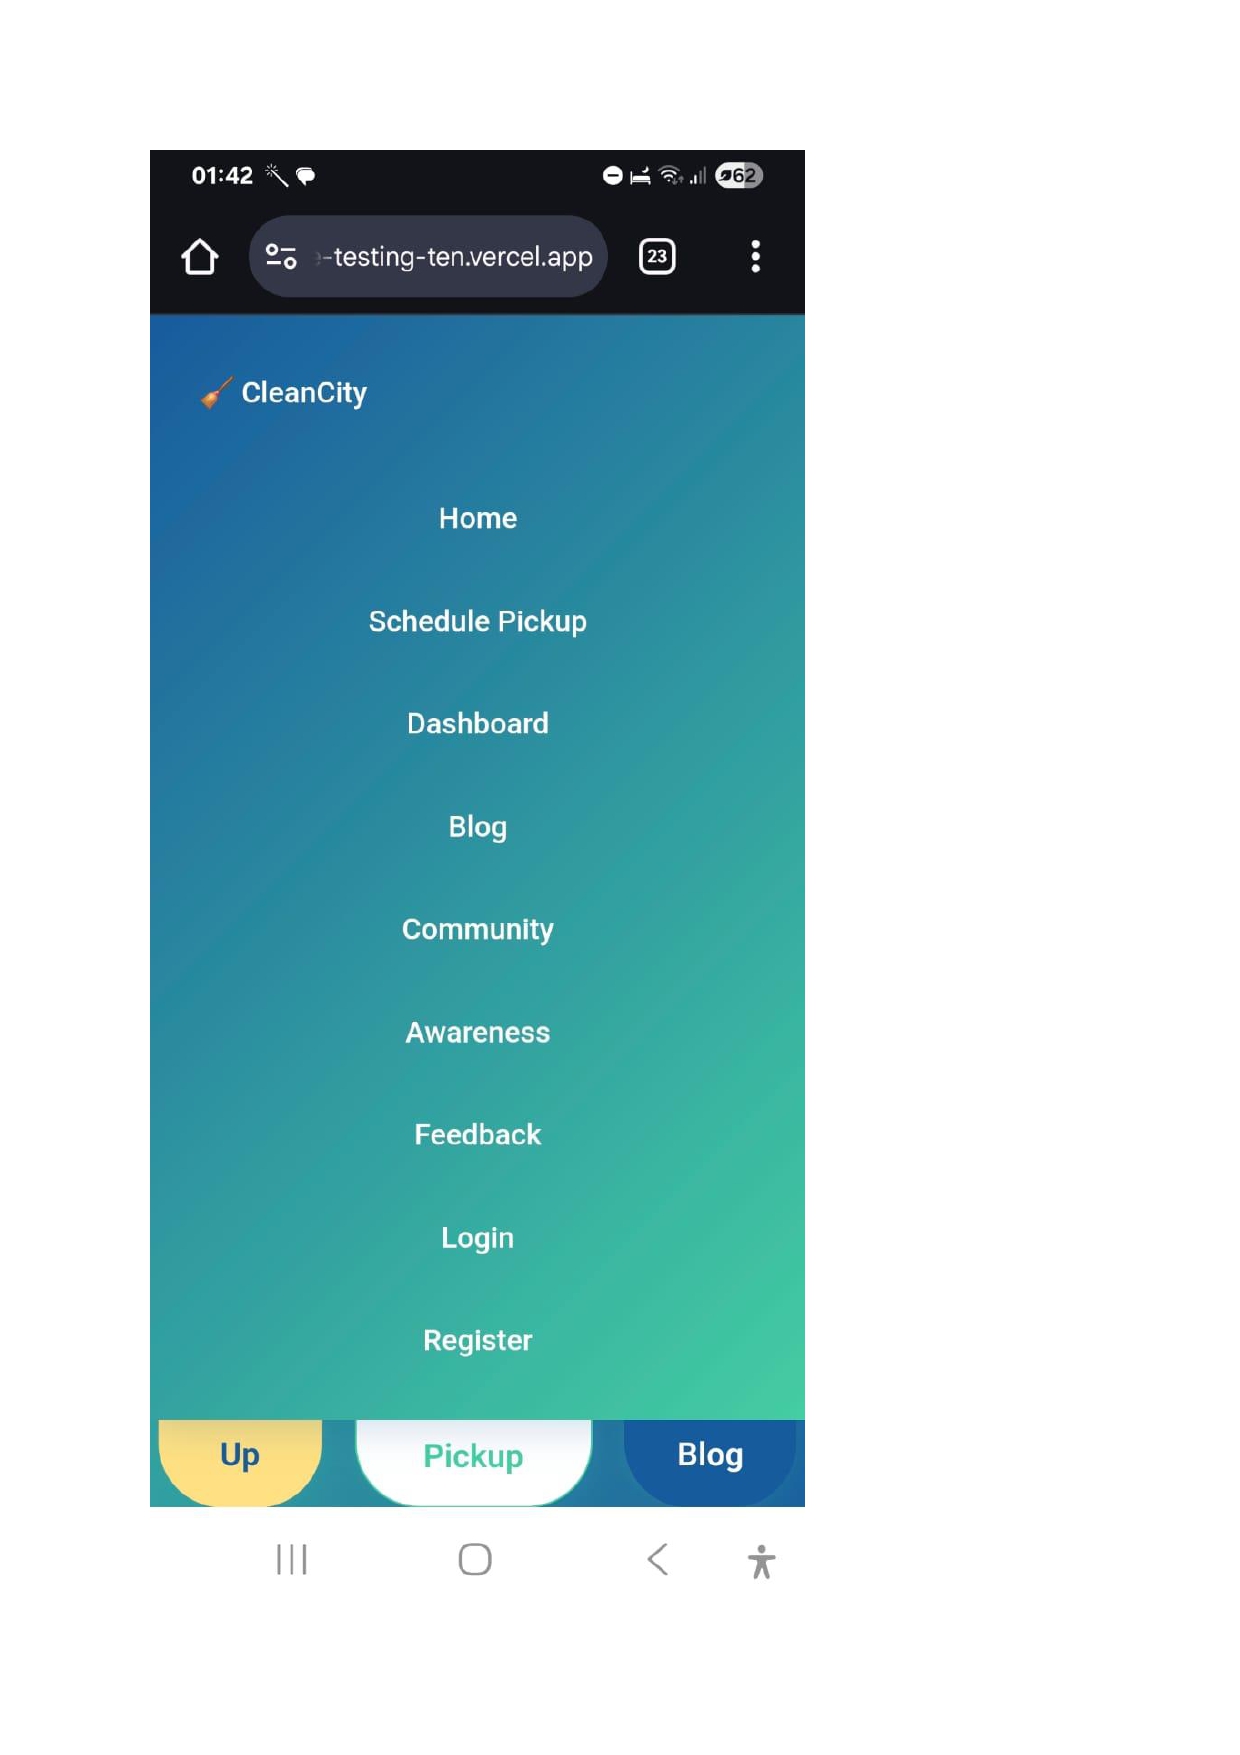 01:42
62
-testing-ten.vercel.app
23
CleanCity
Home
Schedule Pickup
Dashboard
Blog
Community
Awareness
Feedback
Login
Register
Up
Pickup
Blog